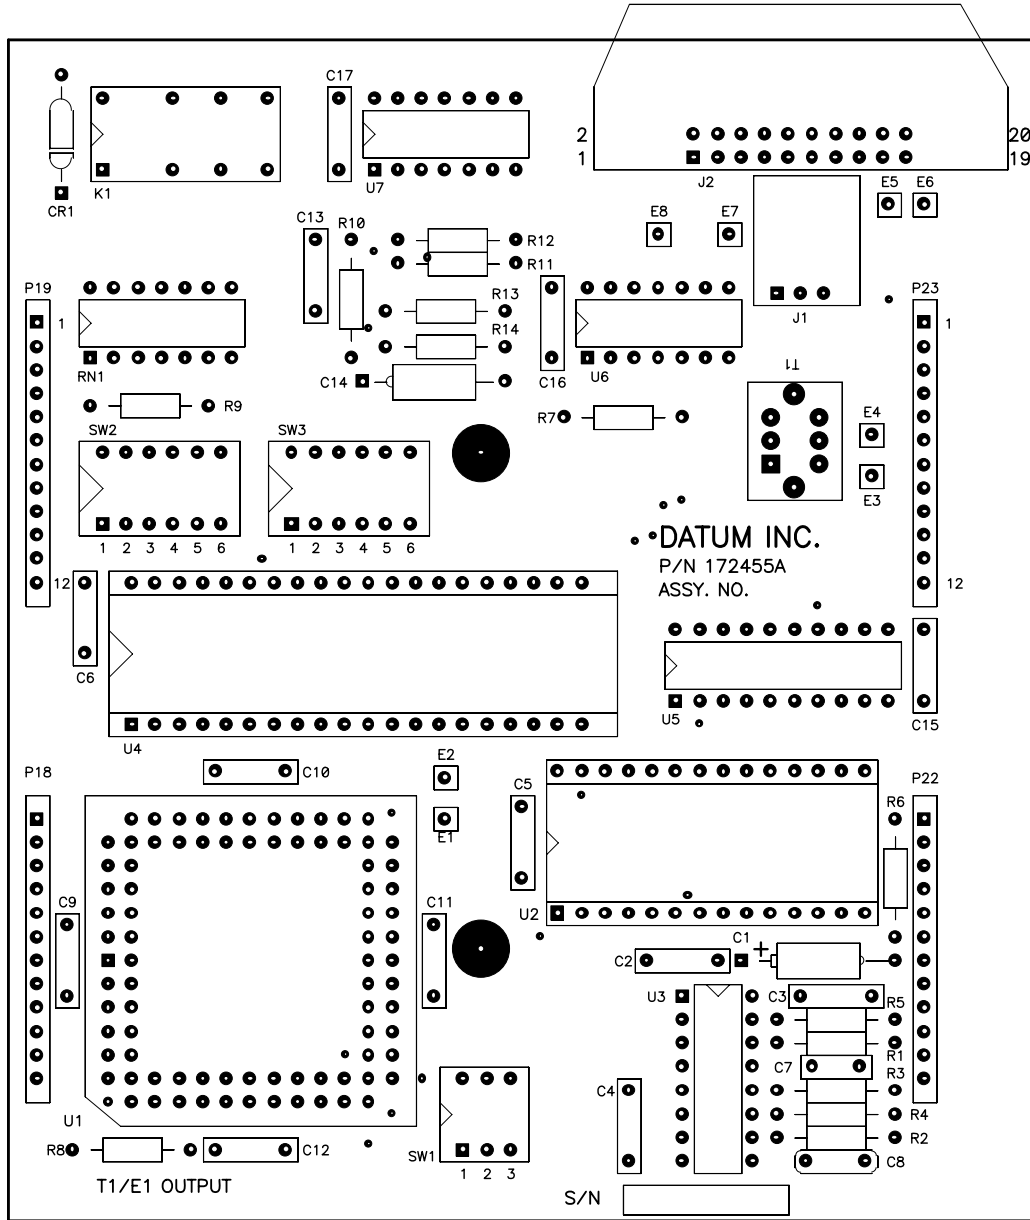 C17
2
20
1
19
K1
U7
J2
CR1
E5 E6
C13
R10
E8
E7
R12
R11
P19
P23
R13
1
1
J1
R14
RN1
C14
C16
U6
T1
R9
R7
E4
SW2
SW3
E3
DATUM INC.
1 2 3 4 5 6
1 2 3 4 5 6
P/N 172455A
12
12
ASSY. NO.
C6
U5
C15
U4
E2
P18
C10
P22
C5
R6
E1
C9
C11
U2
C1
+
C2
U3
C3
R5
R1
C7
R3
C4
U1
R4
R2
R8
C12
SW1
C8
1 2 3
T1/E1 OUTPUT
S/N